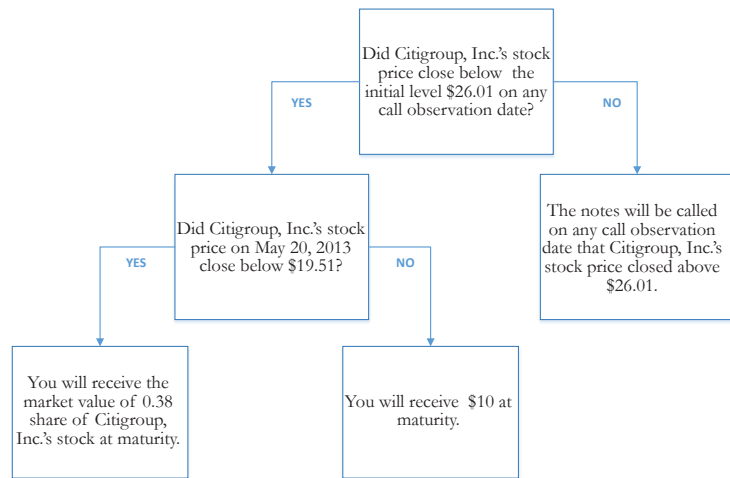 Did Citigroup, Inc.'s stock
price close below the
initial level $26.01 on any
call observation date?
YES
NO
Did Citigroup, Inc.'s stock
price on May 20, 2013
close below $19.51?
The notes will be called
on any call observation
date that Citigroup, Inc.'s
stock price closed above
$26.01.
YES
NO
You will receive the
market value of 0.38
share of Citigroup,
Inc.'s stock at maturity.
You will receive $10 at
maturity.